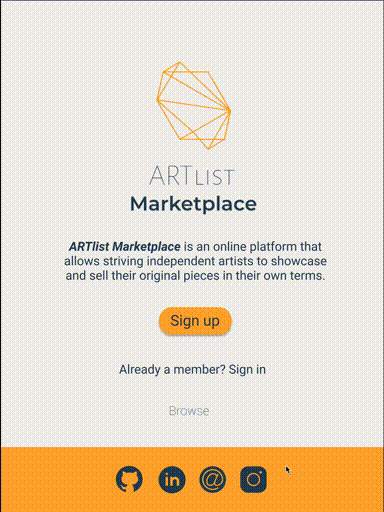 ARTLIST
Marketplace
ARTlist Marketplace is an online platform that
allows striving independent artists to showcase
and sell their original pieces in their own terms.
Sign up
Already a member? Sign in
Browse